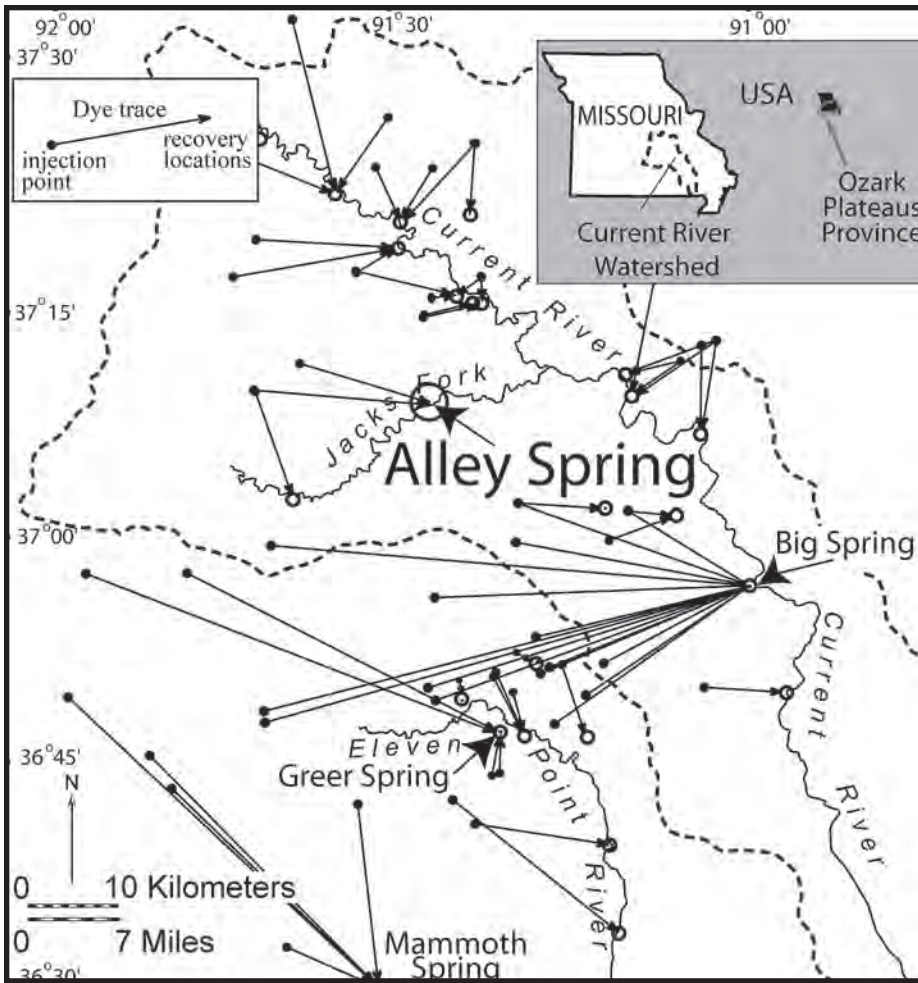 92°00'
91°30'
91°00'
37°30'
Dye trace
injection
point
recovery
locations
MISSOURI
USA
Ozark
Plateaus
Province
Current River
Watershed
Current River
37°15'
Jacks Fork
Alley Spring
37°00'
Big Spring
Current River
Eleven Point River
Greer Spring
36°45'
N
0 10 Kilometers
0 7 Miles
Mammoth
Spring
36°30'